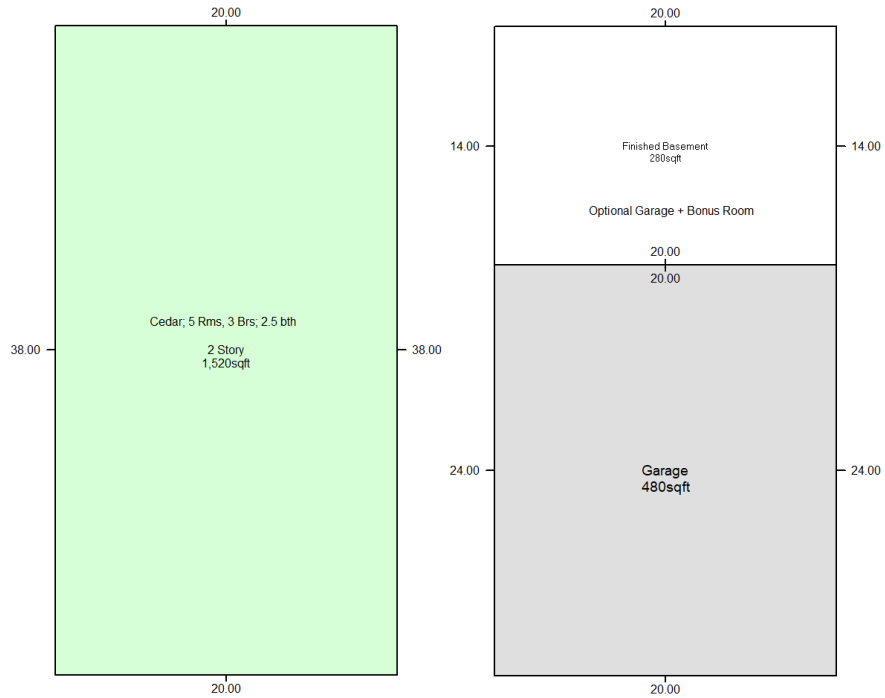 20.00
20.00
14.00
Finished Basement
14.00
280sqft
Optional Garage + Bonus Room
20.00
20.00
Cedar; 5 Rms, 3 Brs; 2.5 bth
38.00
2 Story
38.00
1,520sqft
24.00
Garage
24.00
480sqft
20.00
20.00